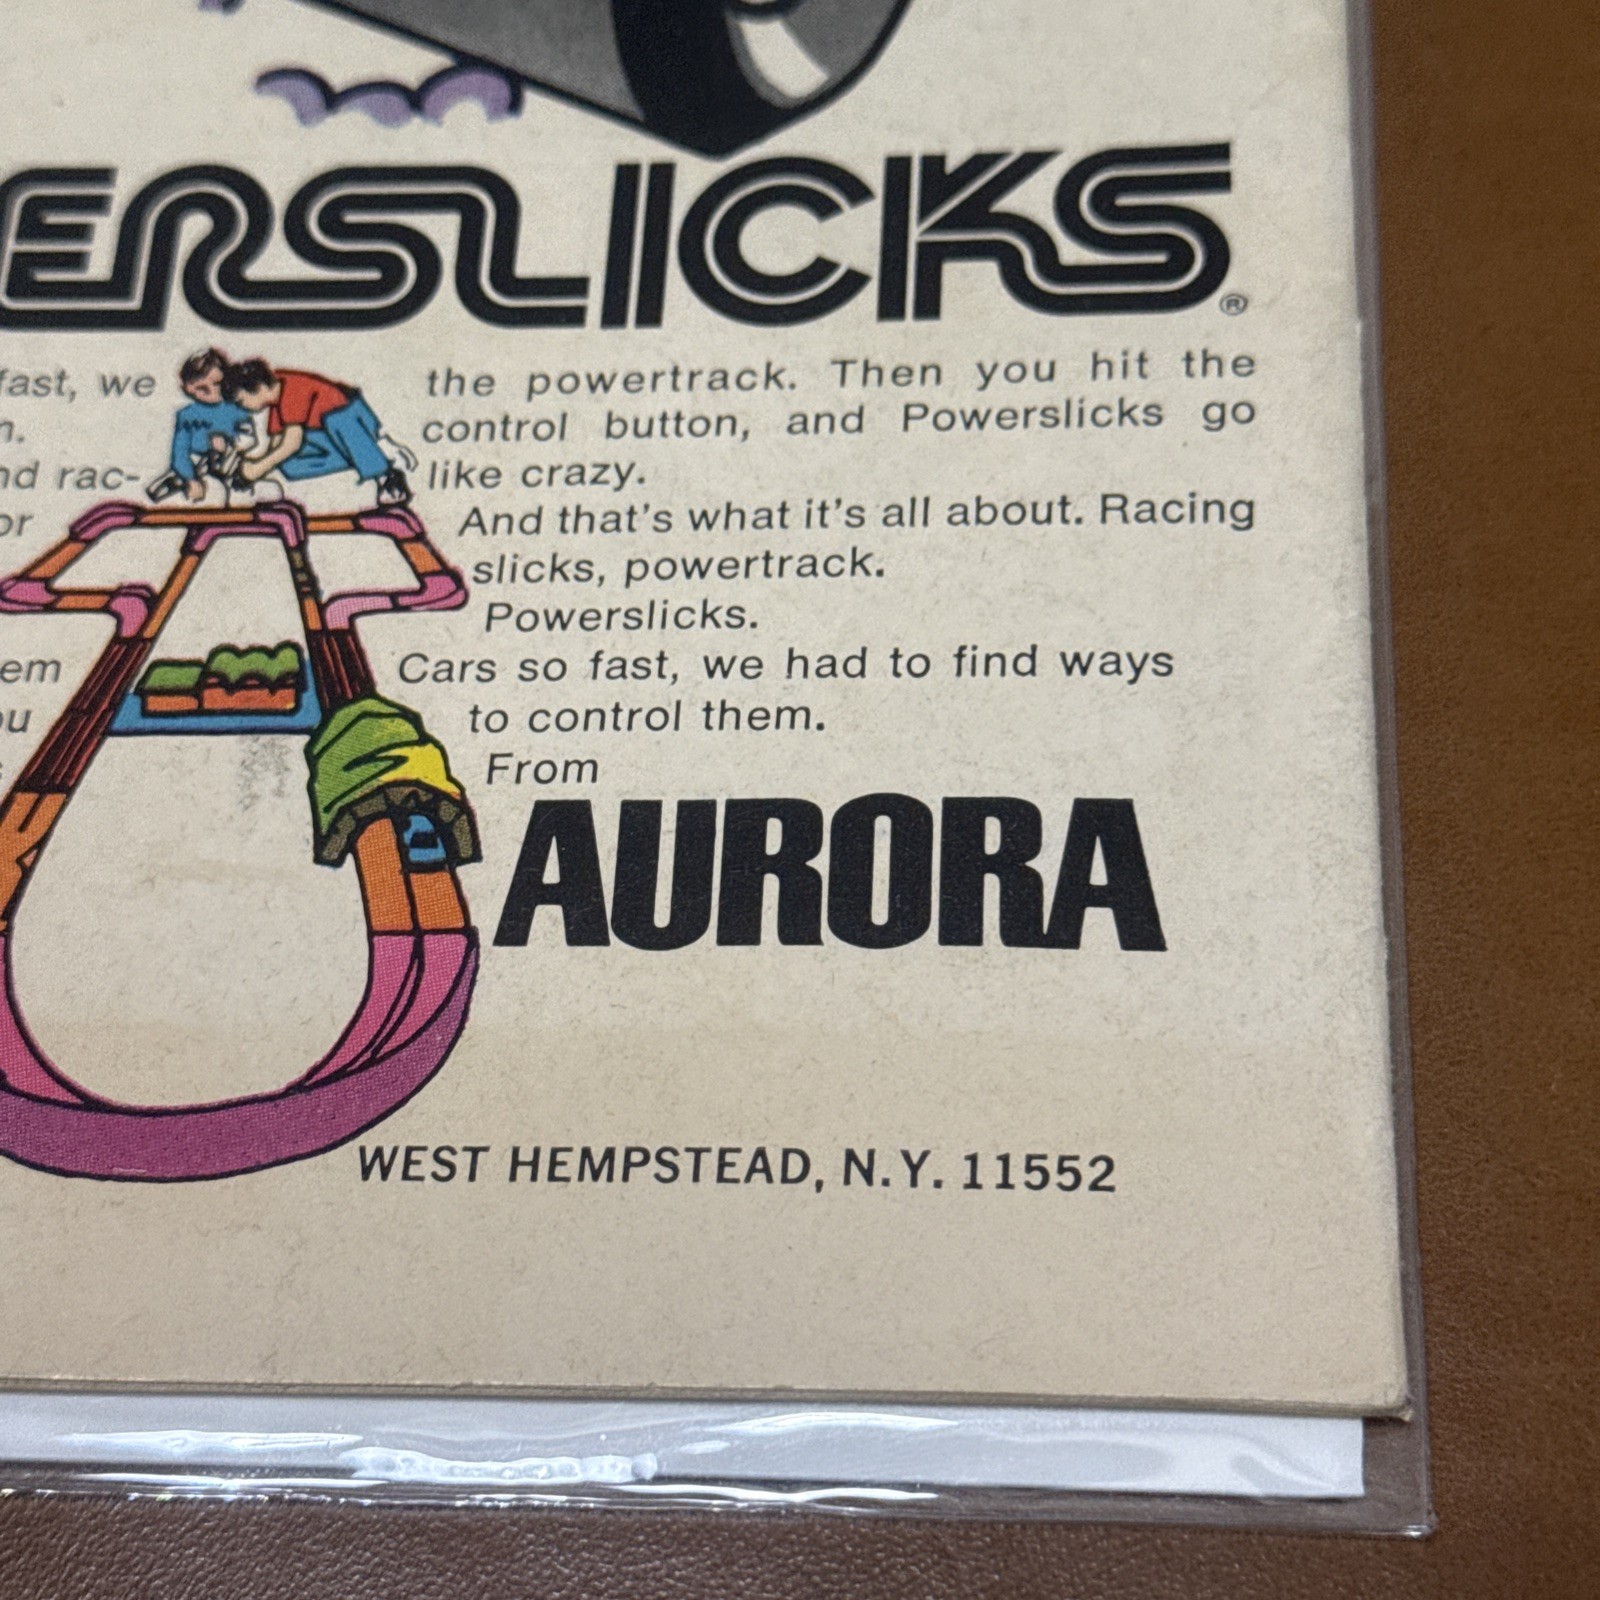 ERSLICKS®
fast, we
n.
nd rac-
or
em
ou
s
the powertrack. Then you hit the
control button, and Powerslicks go
like crazy.
And that's what it's all about. Racing
slicks, powertrack.
Powerslicks.
Cars so fast, we had to find ways
to control them.
From
AURORA
WEST HEMPSTEAD, N.Y. 11552